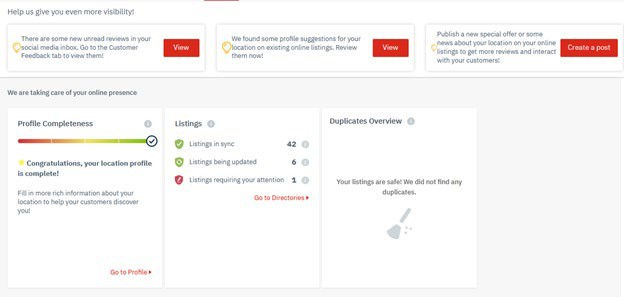 Help us give you even more visibility!
There are some new unread reviews in your
social media inbox. Go to the Customer
Feedback tab to view them!
View
We found some profile suggestions for your
location on existing online listings. Review
them now!
View
Publish a new special offer or some
news about your location on your online
listings to get more reviews and interact
with your customers!
Create a post
We are taking care of your online presence
Profile Completeness
Congratulations, your location profile
is complete!
Fill in more rich information about your
location to help your customers discover
you!
Go to Profile
Listings
Listings in sync 42
Listings being updated 6
Listings requiring your attention 1
Go to Directories
Duplicates Overview
Your listings are safe! We did not find any
duplicates.